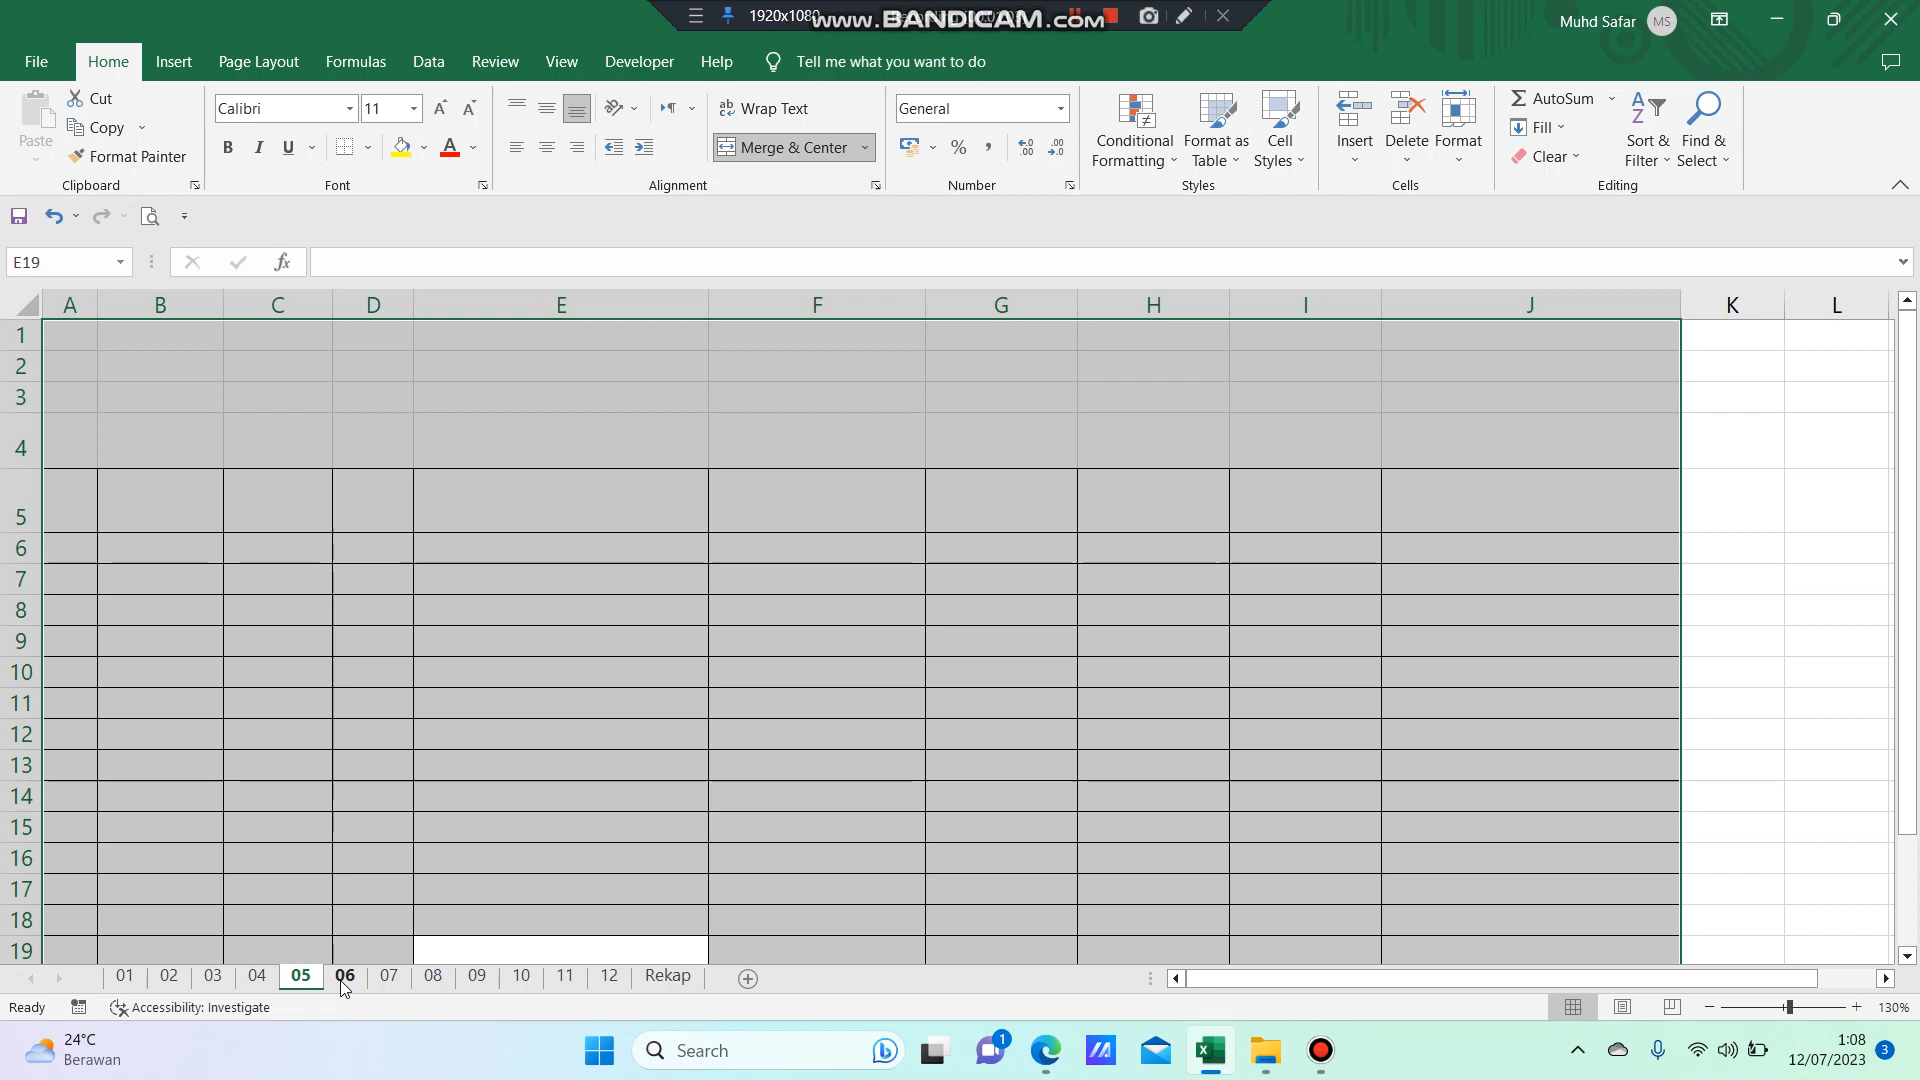 1920x1080
www.BANDICAM.com
Muhd Safar
MS
File
Home
Insert
Page Layout
Formulas
Data
Review
View
Developer
Help
Tell me what you want to do
Paste
Cut
Copy
Format Painter
Clipboard
Calibri
11
B I U
Font
Wrap Text
Merge & Center
Alignment
General
Number
Conditional Formatting
Format as Table
Cell Styles
Styles
Insert
Delete
Format
Cells
AutoSum
Fill
Clear
Sort & Filter
Find & Select
Editing
E19
fx
A B C D E F G H I J K L
1
2
3
4
5
6
7
8
9
10
11
12
13
14
15
16
17
18
19
01 02 03 04 05 06 07 08 09 10 11 12 Rekap
Ready
Accessibility: Investigate
130%
24°C
Berawan
Search
1
1:08
12/07/2023
3